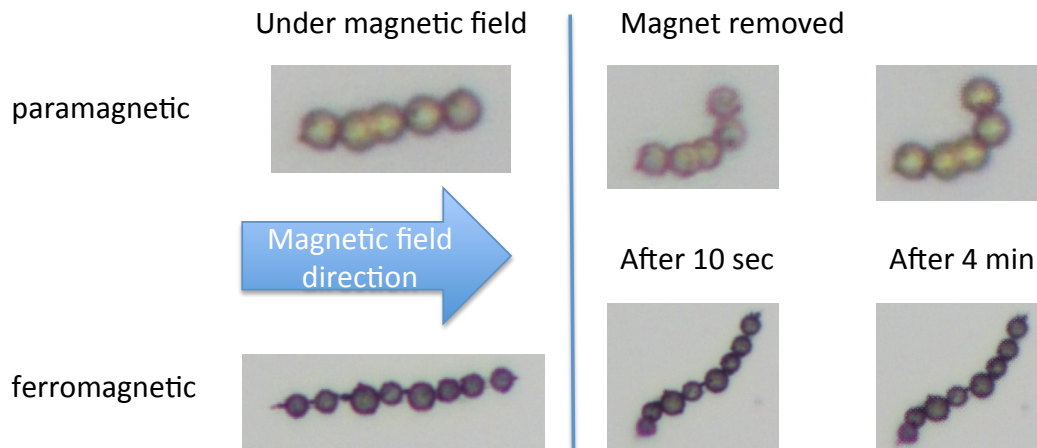 Under magnetic field
Magnet removed
paramagnetic
Magnetic field
direction
After 10 sec
After 4 min
ferromagnetic